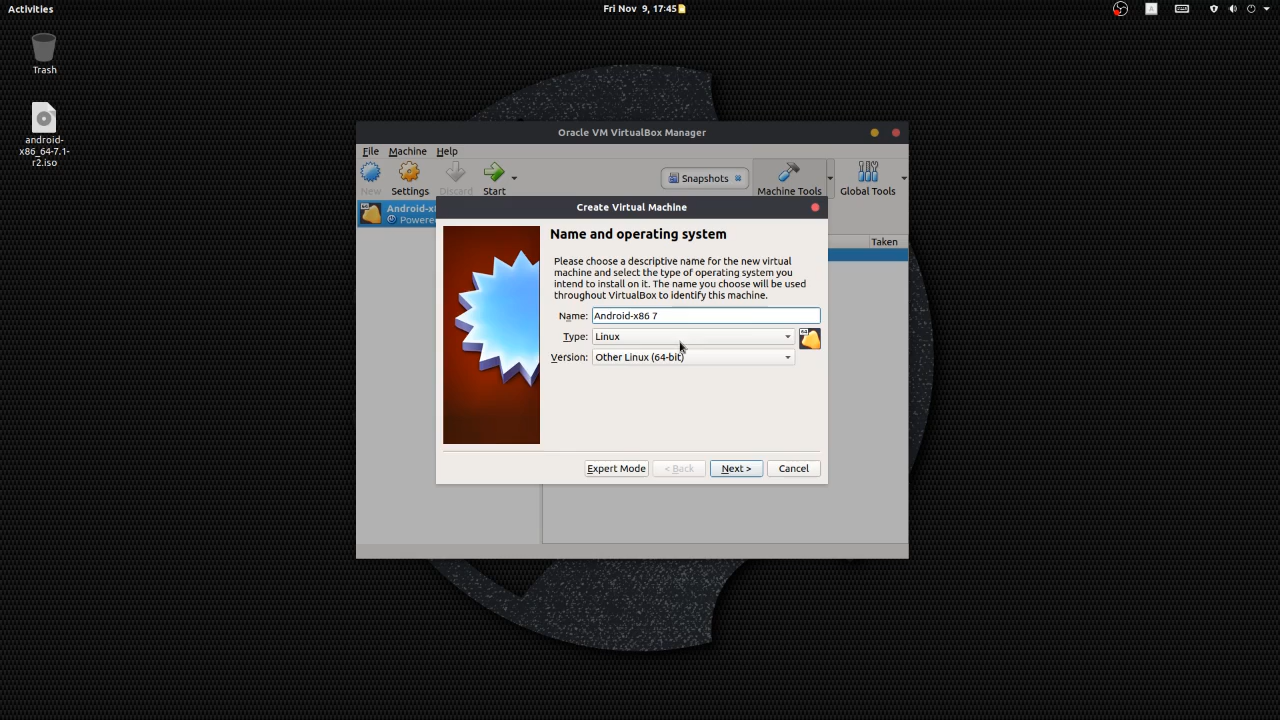 Activities
Fri Nov 9, 17:45
A
Trash
android-
x86_64-7.1-
r2.iso
Oracle VM VirtualBox Manager
File Machine Help
New Settings Discard Start
Snapshots
Machine Tools
Global Tools
Android-x
Powere
Taken
Create Virtual Machine
Name and operating system
Please choose a descriptive name for the new virtual
machine and select the type of operating system you
intend to install on it. The name you choose will be used
throughout VirtualBox to identify this machine.
Name: Android-x86 7
Type: Linux
64
Version: Other Linux (64-bit)
Expert Mode < Back Next > Cancel